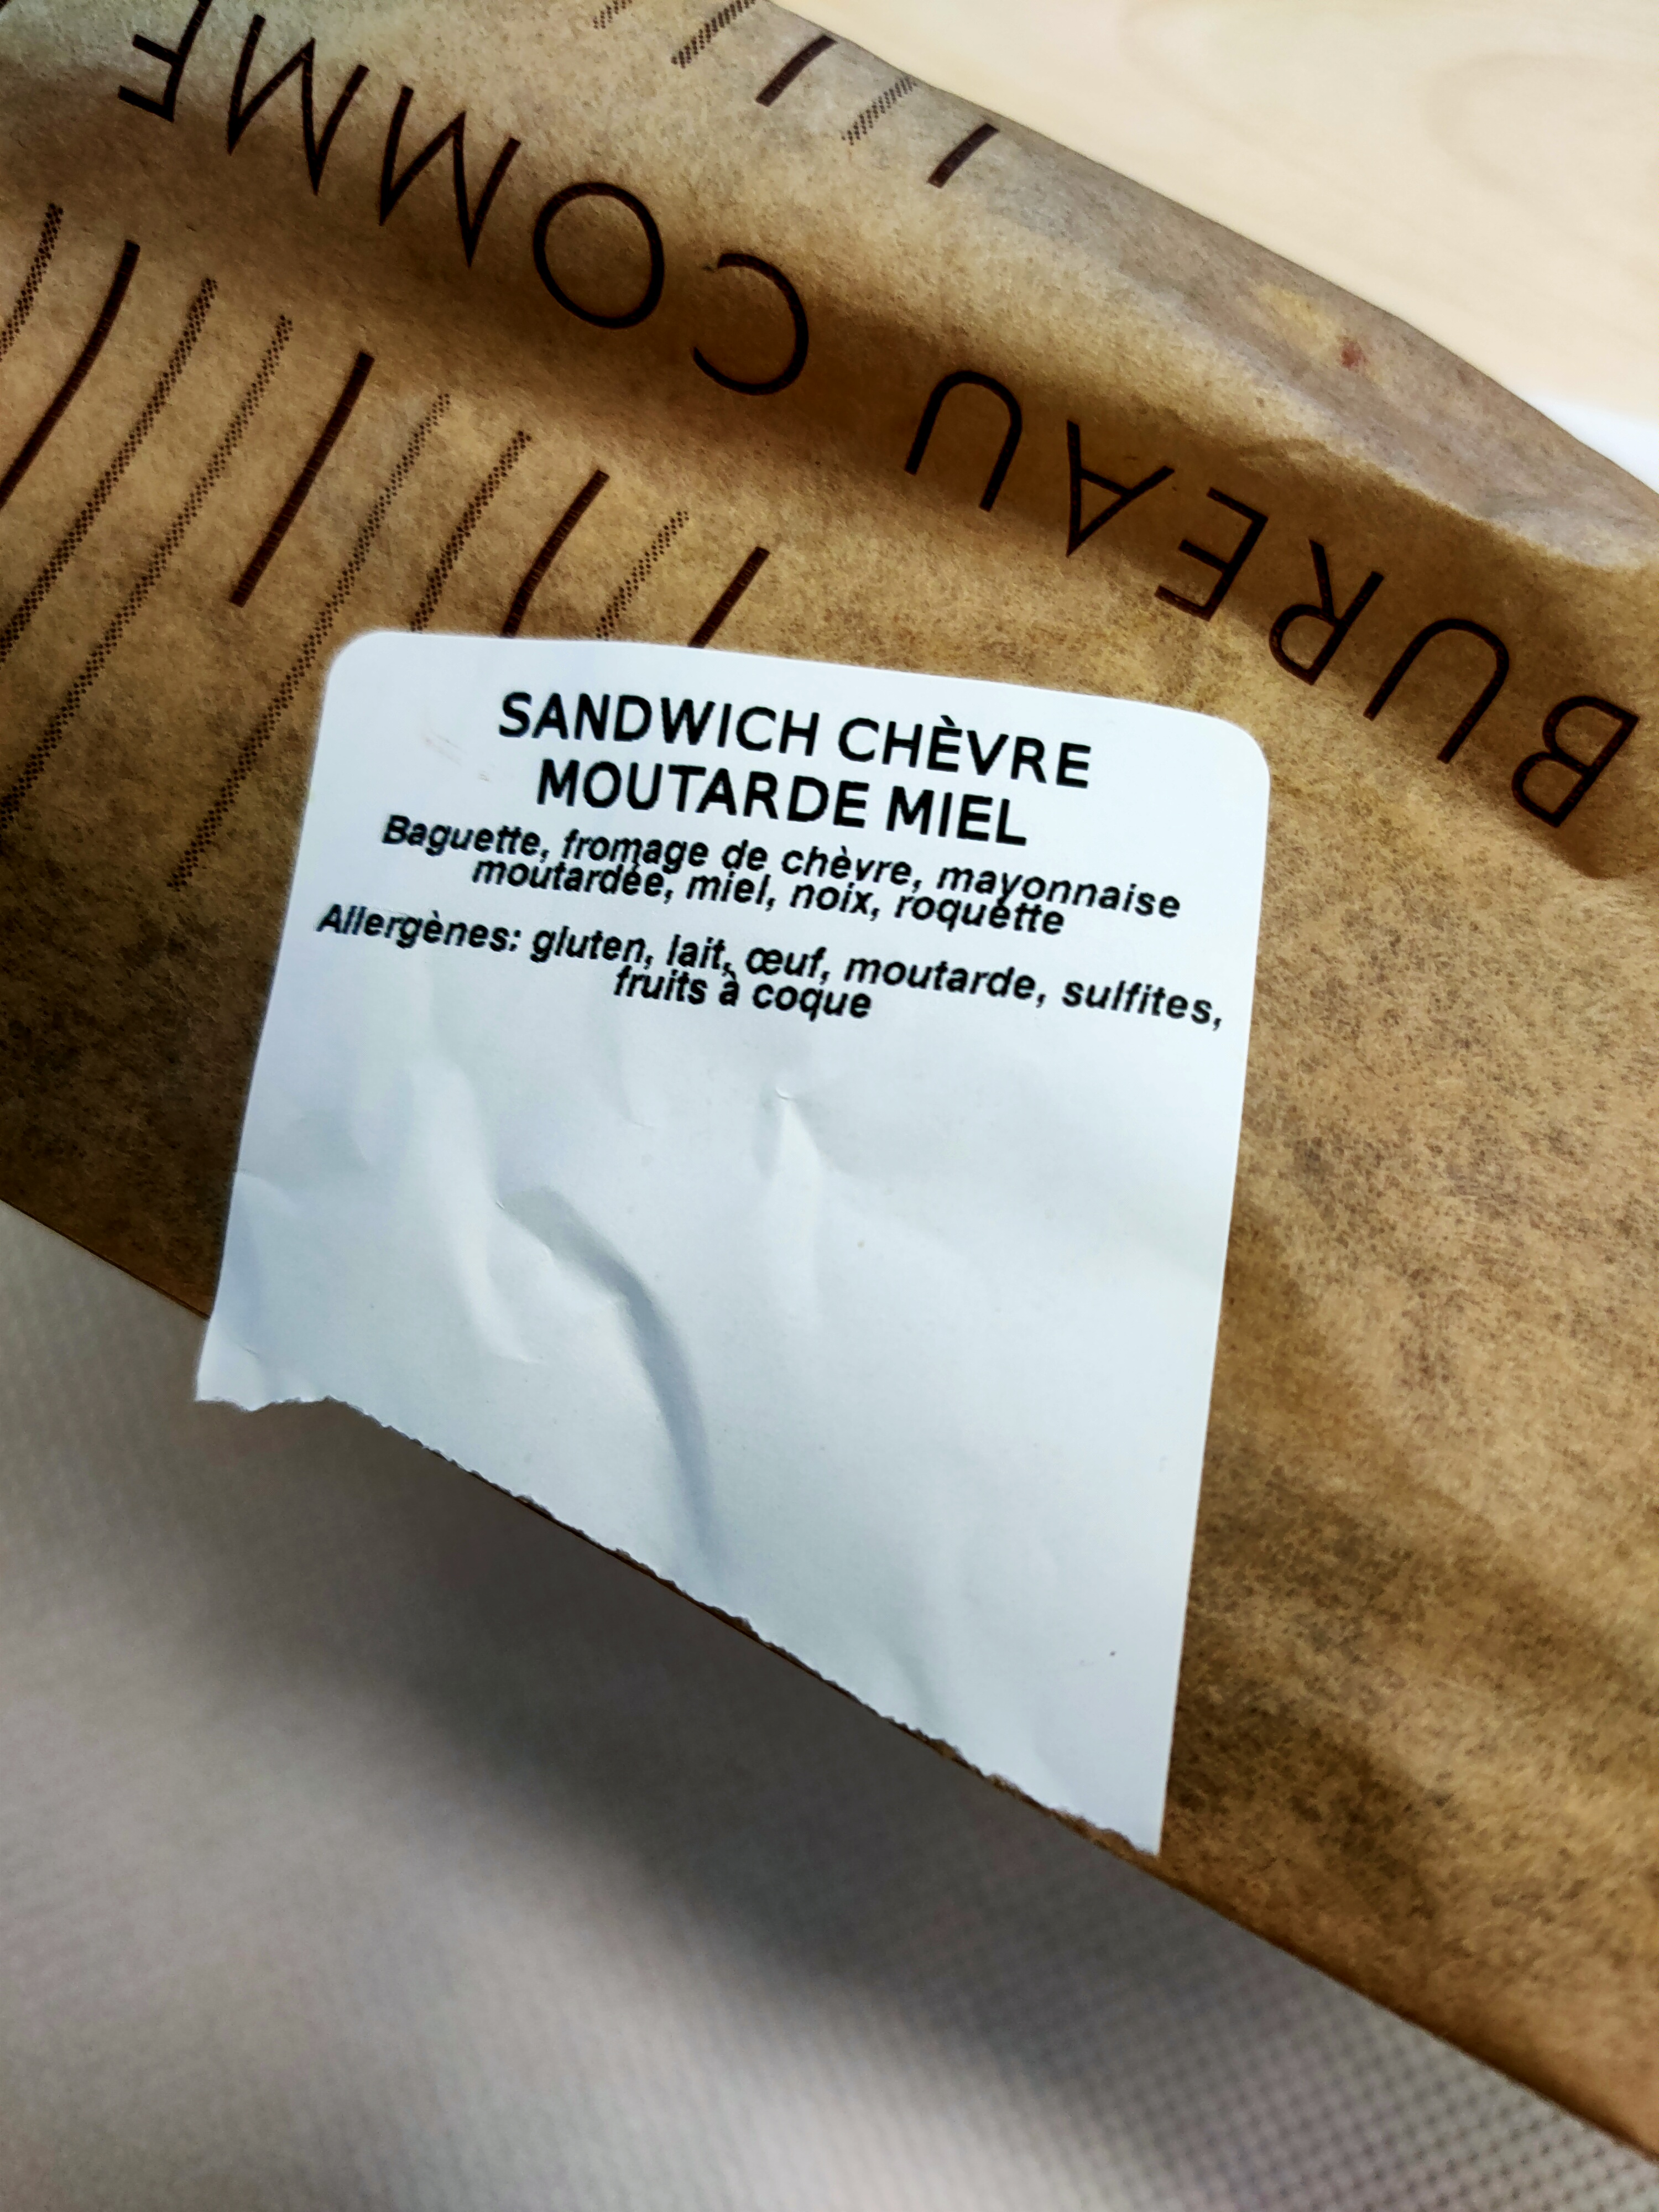 BUREAU COMME
SANDWICH CHÈVRE
MOUTARDE MIEL
Baguette, fromage de chèvre, mayonnaise
moutardée, miel, noix, roquette
Allergènes: gluten, lait, œuf, moutarde, sulfites,
fruits à coque